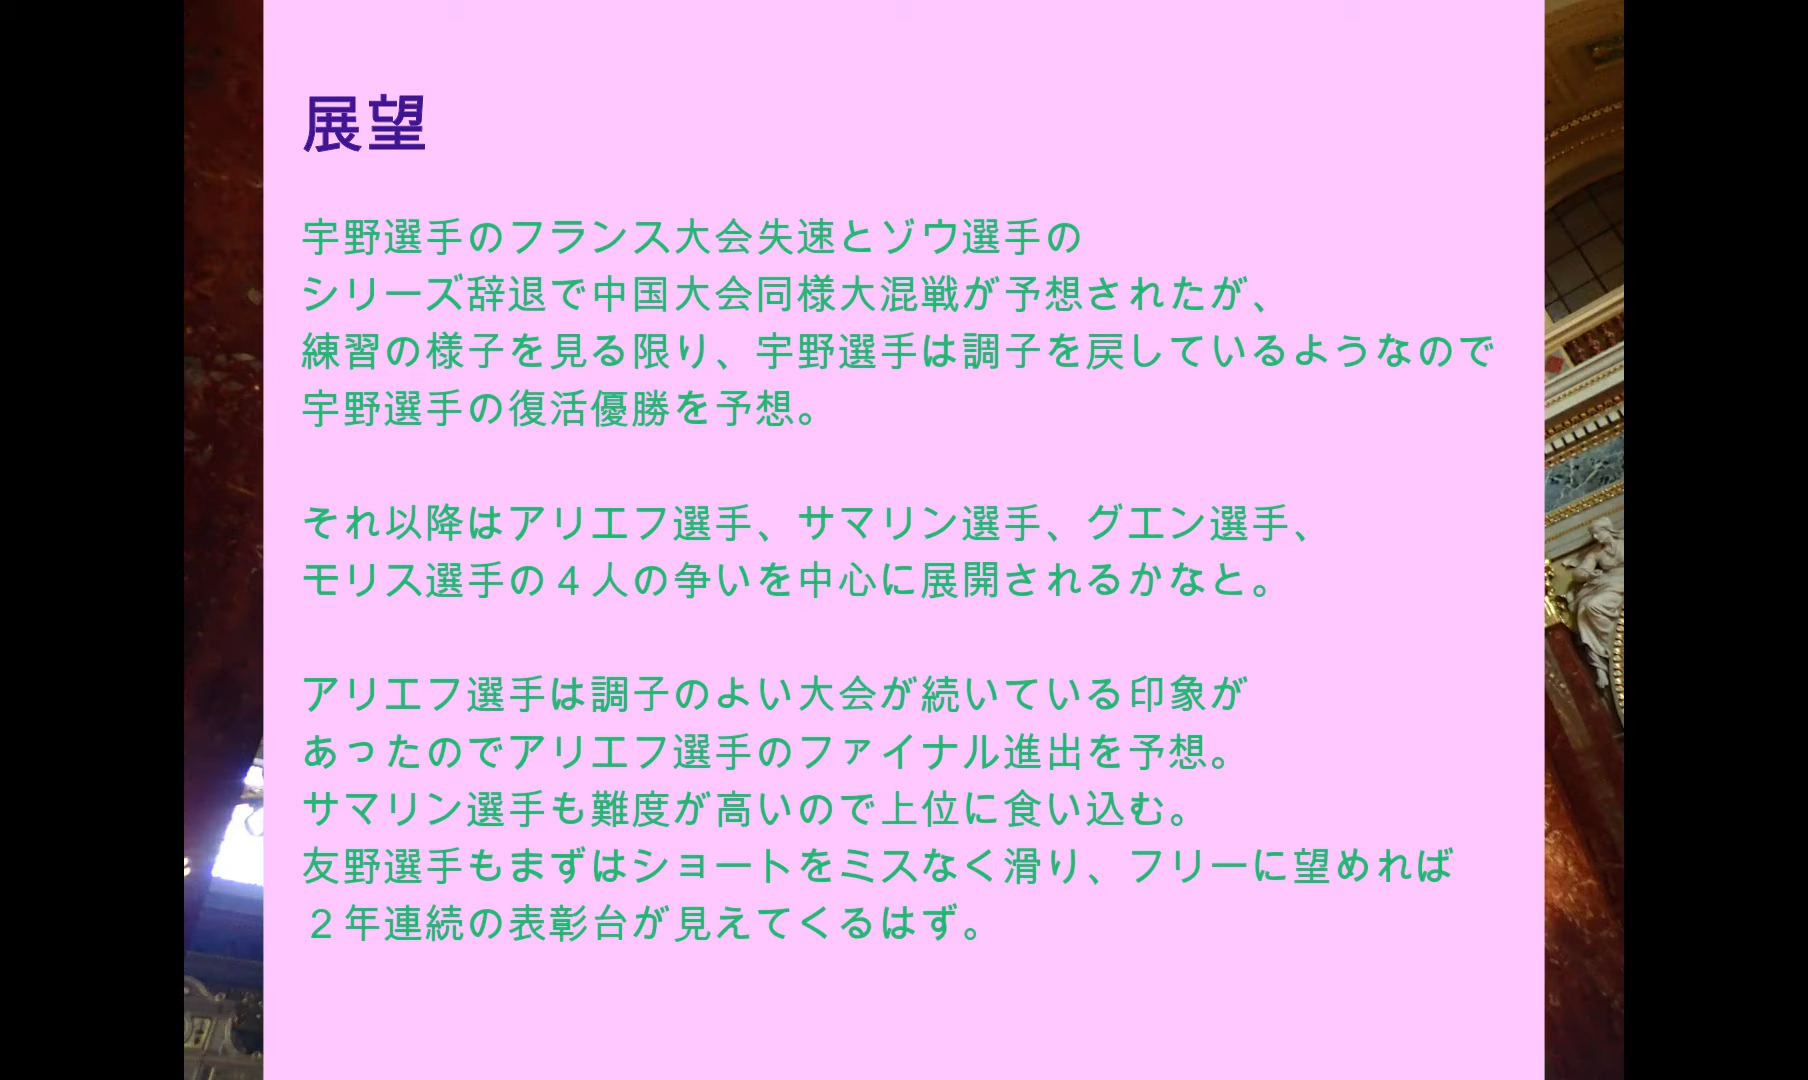 展望
宇野選手のフランス大会失速とゾウ選手の
シリーズ辞退で中国大会同様大混戦が予想されたが、
練習の様子を見る限り、宇野選手は調子を戻しているようなので
宇野選手の復活優勝を予想。
それ以降はアリエフ選手、サマリン選手、グエン選手、
モリス選手の４人の争いを中心に展開されるかなと。
アリエフ選手は調子のよい大会が続いている印象が
あったのでアリエフ選手のファイナル進出を予想。
サマリン選手も難度が高いので上位に食い込む。
友野選手もまずはショートをミスなく滑り、フリーに望めれば
２年連続の表彰台が見えてくるはず。